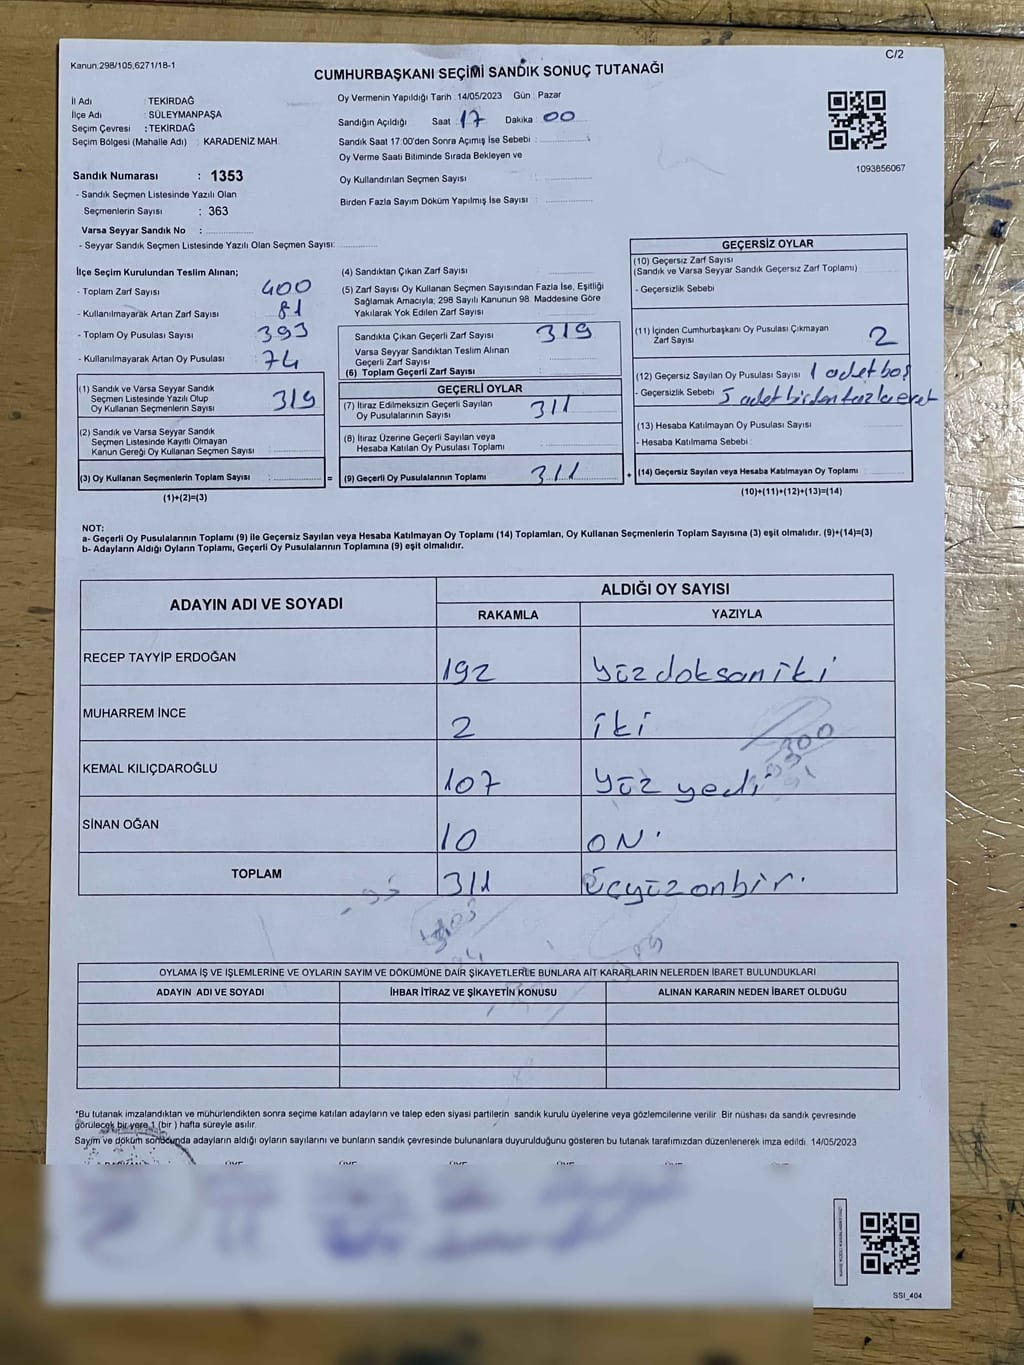 Kanun:298/105,6271/18-1
C/2
CUMHURBAŞKANI SEÇİMİ SANDIK SONUÇ TUTANAĞI
İl Adı : TEKİRDAĞ
İlçe Adı : SÜLEYMANPAŞA
Seçim Çevresi : TEKİRDAĞ
Seçim Bölgesi (Mahalle Adı) : KARADENİZ MAH
Oy Vermenin Yapıldığı Tarih : 14/05/2023 Gün : Pazar
Sandığın Açıldığı Saat : 17 Dakika : 00
Sandık Saat 17:00'den Sonra Açımış İse Sebebi :
Oy Verme Saati Bitiminde Sırada Bekleyen ve
Oy Kullandırılan Seçmen Sayısı :
Birden Fazla Sayım Döküm Yapılmış İse Sayısı :
1093856067
Sandık Numarası : 1353
- Sandık Seçmen Listesinde Yazılı Olan
Seçmenlerin Sayısı : 363
Varsa Seyyar Sandık No :
- Seyyar Sandık Seçmen Listesinde Yazılı Olan Seçmen Sayısı:
İlçe Seçim Kurulundan Teslim Alınan;
- Toplam Zarf Sayısı : 400
- Kullanılmayarak Artan Zarf Sayısı : 81
- Toplam Oy Pusulası Sayısı : 393
- Kullanılmayarak Artan Oy Pusulası : 74
(1) Sandık ve Varsa Seyyar Sandık
Seçmen Listesinde Yazılı Olup
Oy Kullanan Seçmenlerin Sayısı : 319
(2) Sandık ve Varsa Seyyar Sandık
Seçmen Listesinde Kayıtlı Olmayan
Kanun Gereği Oy Kullanan Seçmen Sayısı :
(3) Oy Kullanan Seçmenlerin Toplam Sayısı :
(1)+(2)=(3)
(4) Sandıktan Çıkan Zarf Sayısı :
(5) Zarf Sayısı Oy Kullanan Seçmen Sayısından Fazla İse, Eşitliği
Sağlamak Amacıyla; 298 Sayılı Kanunun 98. Maddesine Göre
Yakılarak Yok Edilen Zarf Sayısı :
Sandıkta Çıkan Geçerli Zarf Sayısı : 319
Varsa Seyyar Sandıktan Teslim Alınan
Geçerli Zarf Sayısı :
(6) Toplam Geçerli Zarf Sayısı :
GEÇERLİ OYLAR
(7) İtiraz Edilmeksizin Geçerli Sayılan
Oy Pusulalarının Sayısı : 311
(8) İtiraz Üzerine Geçerli Sayılan veya
Hesaba Katılan Oy Pusulası Toplamı :
= (9) Geçerli Oy Pusulalarının Toplamı : 311
GEÇERSİZ OYLAR
(10) Geçersiz Zarf Sayısı
(Sandık ve Varsa Seyyar Sandık Geçersiz Zarf Toplamı) :
- Geçersizlik Sebebi :
(11) İçinden Cumhurbaşkanı Oy Pusulası Çıkmayan
Zarf Sayısı : 2
(12) Geçersiz Sayılan Oy Pusulası Sayısı : 1 adet boş
- Geçersizlik Sebebi : 5 adet birden fazla evet
(13) Hesaba Katılmayan Oy Pusulası Sayısı :
- Hesaba Katılmama Sebebi :
+ (14) Geçersiz Sayılan veya Hesaba Katılmayan Oy Toplamı :
(10)+(11)+(12)+(13)=(14)
NOT:
a- Geçerli Oy Pusulalarının Toplamı (9) ile Geçersiz Sayılan veya Hesaba Katılmayan Oy Toplamı (14) Toplamları, Oy Kullanan Seçmenlerin Toplam Sayısına (3) eşit olmalıdır. (9)+(14)=(3)
b- Adayların Aldığı Oyların Toplamı, Geçerli Oy Pusulalarının Toplamına (9) eşit olmalıdır.
ADAYIN ADI VE SOYADI
ALDIĞI OY SAYISI
RAKAMLA YAZIYLA
RECEP TAYYİP ERDOĞAN 192 Yüz doksan iki
MUHARREM İNCE 2 iki
KEMAL KILIÇDAROĞLU 107 Yüz yedi
SİNAN OĞAN 10 ON
TOPLAM 311 Üçyüz onbir.
OYLAMA İŞ VE İŞLEMLERİNE VE OYLARIN SAYIM VE DÖKÜMÜNE DAİR ŞİKAYETLERLE BUNLARA AİT KARARLARIN NELERDEN İBARET BULUNDUKLARI
ADAYIN ADI VE SOYADI İHBAR İTİRAZ VE ŞİKAYETİN KONUSU ALINAN KARARIN NEDEN İBARET OLDUĞU
*Bu tutanak imzalandıktan ve mühürlendikten sonra seçime katılan adayların ve talep eden siyasi partilerin sandık kurulu üyelerine veya gözlemcilerine verilir. Bir nüshası da sandık çevresinde
görülecek bir yere 1 (bir ) hafta süreyle asılır.
Sayım ve döküm sonucunda adayların aldığı oyların sayılarını ve bunların sandık çevresinde bulunanlara duyurulduğunu gösteren bu tutanak tarafımızdan düzenlenerek imza edildi. 14/05/2023
SSI_404